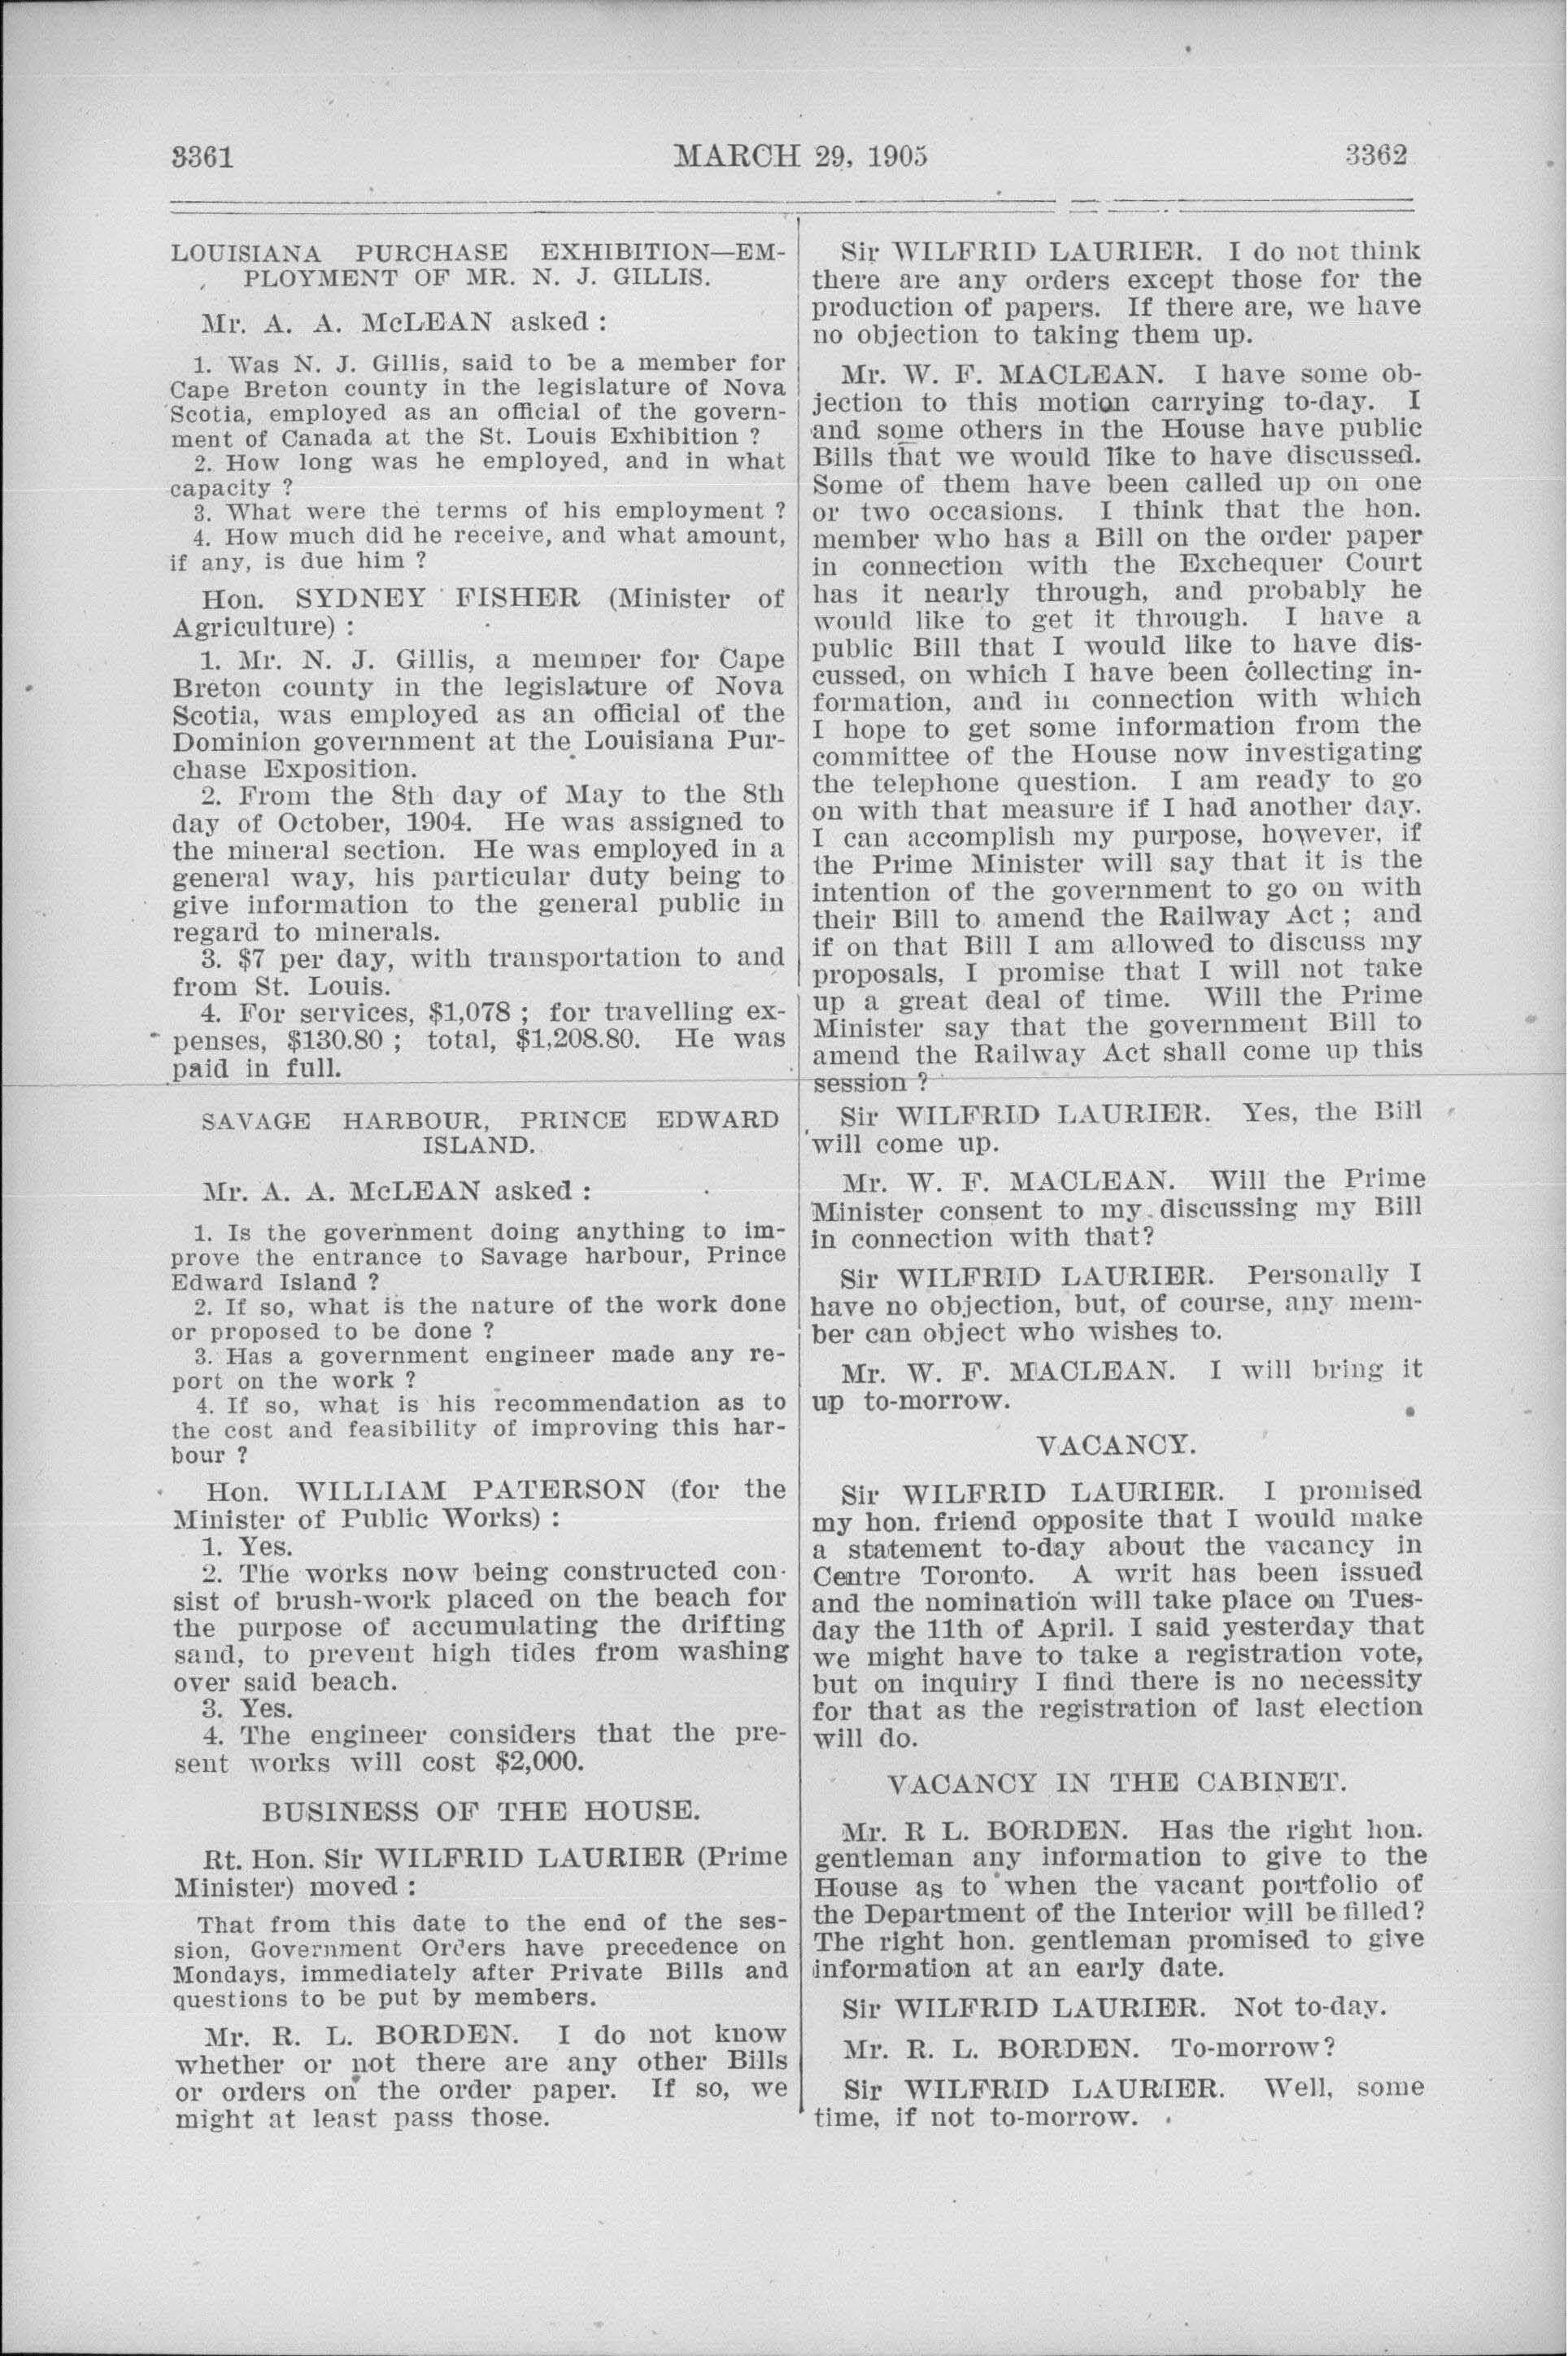 3361
MARCH 29, 1905
3362
LOUISIANA PURCHASE EXHIBITION—EM-
PLOYMENT OF MR. N. J. GILLIS.
Mr. A. A. McLEAN asked :
1. Was N. J. Gillis, said to be a member for
Cape Breton county in the legislature of Nova
Scotia, employed as an official of the govern-
ment of Canada at the St. Louis Exhibition ?
2. How long was he employed, and in what
capacity ?
3. What were the terms of his employment ?
4. How much did he receive, and what amount,
if any, is due him ?
Hon. SYDNEY FISHER (Minister of
Agriculture) :
1. Mr. N. J. Gillis, a member for Cape
Breton county in the legislature of Nova
Scotia, was employed as an official of the
Dominion government at the Louisiana Pur-
chase Exposition.
2. From the 8th day of May to the 8th
day of October, 1904. He was assigned to
the mineral section. He was employed in a
general way, his particular duty being to
give information to the general public in
regard to minerals.
3. $7 per day, with transportation to and
from St. Louis.
4. For services, $1,078 ; for travelling ex-
penses, $130.80 ; total, $1,208.80. He was
paid in full.
SAVAGE HARBOUR, PRINCE EDWARD
ISLAND.
Mr. A. A. McLEAN asked :
1. Is the government doing anything to im-
prove the entrance to Savage harbour, Prince
Edward Island ?
2. If so, what is the nature of the work done
or proposed to be done ?
3. Has a government engineer made any re-
port on the work ?
4. If so, what is his recommendation as to
the cost and feasibility of improving this har-
bour ?
Hon. WILLIAM PATERSON (for the
Minister of Public Works) :
1. Yes.
2. The works now being constructed con-
sist of brush-work placed on the beach for
the purpose of accumulating the drifting
sand, to prevent high tides from washing
over said beach.
3. Yes.
4. The engineer considers that the pre-
sent works will cost $2,000.
BUSINESS OF THE HOUSE.
Rt. Hon. Sir WILFRID LAURIER (Prime
Minister) moved :
That from this date to the end of the ses-
sion, Government Orders have precedence on
Mondays, immediately after Private Bills and
questions to be put by members.
Mr. R. L. BORDEN. I do not know
whether or not there are any other Bills
or orders on the order paper. If so, we
might at least pass those.
Sir WILFRID LAURIER. I do not think
there are any orders except those for the
production of papers. If there are, we have
no objection to taking them up.
Mr. W. F. MACLEAN. I have some ob-
jection to this motion carrying to-day. I
and some others in the House have public
Bills that we would like to have discussed.
Some of them have been called up on one
or two occasions. I think that the hon.
member who has a Bill on the order paper
in connection with the Exchequer Court
has it nearly through, and probably he
would like to get it through. I have a
public Bill that I would like to have dis-
cussed, on which I have been collecting in-
formation, and in connection with which
I hope to get some information from the
committee of the House now investigating
the telephone question. I am ready to go
on with that measure if I had another day.
I can accomplish my purpose, however, if
the Prime Minister will say that it is the
intention of the government to go on with
their Bill to amend the Railway Act ; and
if on that Bill I am allowed to discuss my
proposals, I promise that I will not take
up a great deal of time. Will the Prime
Minister say that the government Bill to
amend the Railway Act shall come up this
session ?
Sir WILFRID LAURIER. Yes, the Bill
will come up.
Mr. W. F. MACLEAN. Will the Prime
Minister consent to my discussing my Bill
in connection with that?
Sir WILFRID LAURIER. Personally I
have no objection, but, of course, any mem-
ber can object who wishes to.
Mr. W. F. MACLEAN. I will bring it
up to-morrow.
VACANCY.
Sir WILFRID LAURIER. I promised
my hon. friend opposite that I would make
a statement to-day about the vacancy in
Centre Toronto. A writ has been issued
and the nomination will take place on Tues-
day the 11th of April. I said yesterday that
we might have to take a registration vote,
but on inquiry I find there is no necessity
for that as the registration of last election
will do.
VACANCY IN THE CABINET.
Mr. R L. BORDEN. Has the right hon.
gentleman any information to give to the
House as to when the vacant portfolio of
the Department of the Interior will be filled?
The right hon. gentleman promised to give
information at an early date.
Sir WILFRID LAURIER. Not to-day.
Mr. R. L. BORDEN. To-morrow?
Sir WILFRID LAURIER. Well, some
time, if not to-morrow.